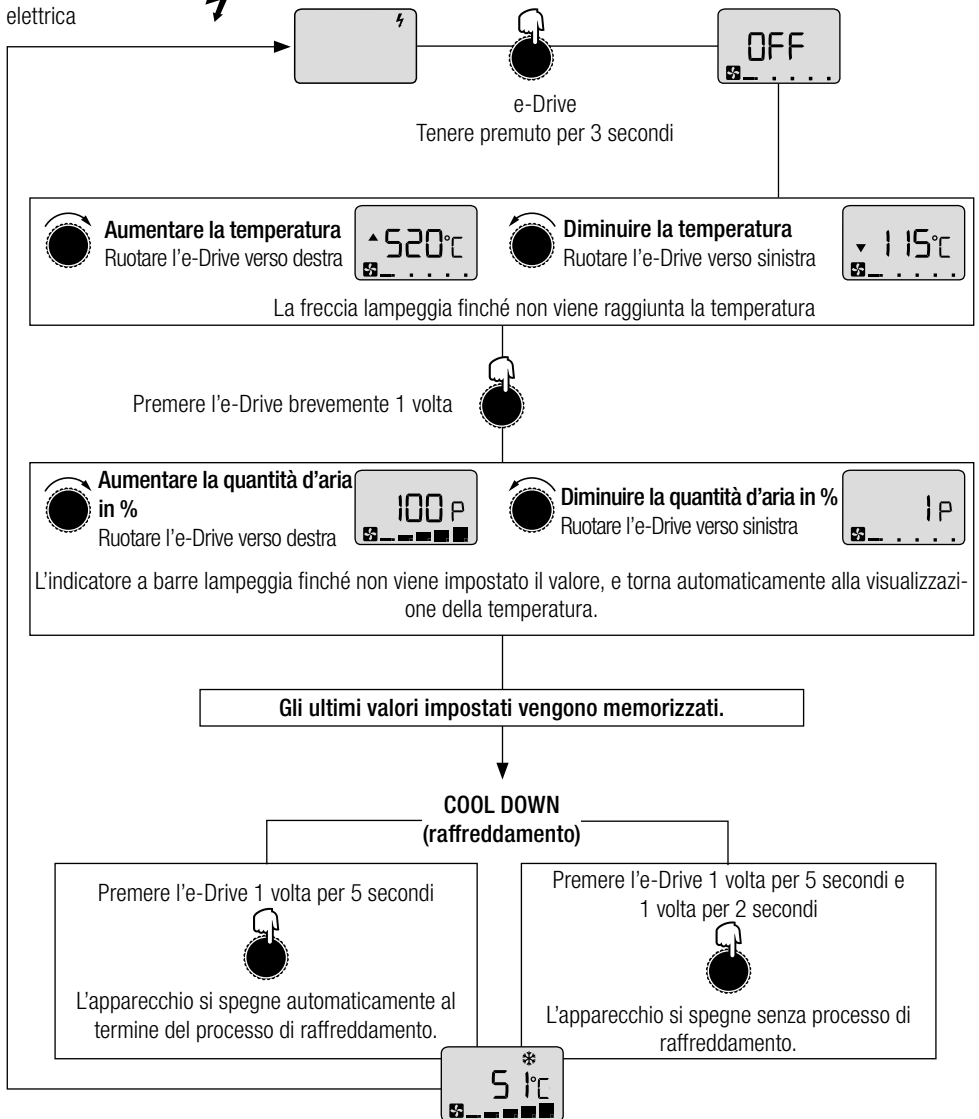 elettrica
OFF
e-Drive
Tenere premuto per 3 secondi
Aumentare la temperatura
Ruotare l'e-Drive verso destra
520°C
Diminuire la temperatura
Ruotare l'e-Drive verso sinistra
115°C
La freccia lampeggia finché non viene raggiunta la temperatura
Premere l'e-Drive brevemente 1 volta
Aumentare la quantità d'aria
in %
Ruotare l'e-Drive verso destra
100 P
Diminuire la quantità d'aria in %
Ruotare l'e-Drive verso sinistra
1 P
L'indicatore a barre lampeggia finché non viene impostato il valore, e torna automaticamente alla visualizzazi-
one della temperatura.
Gli ultimi valori impostati vengono memorizzati.
COOL DOWN
(raffreddamento)
Premere l'e-Drive 1 volta per 5 secondi
L'apparecchio si spegne automaticamente al
termine del processo di raffreddamento.
Premere l'e-Drive 1 volta per 5 secondi e
1 volta per 2 secondi
L'apparecchio si spegne senza processo di
raffreddamento.
51°C